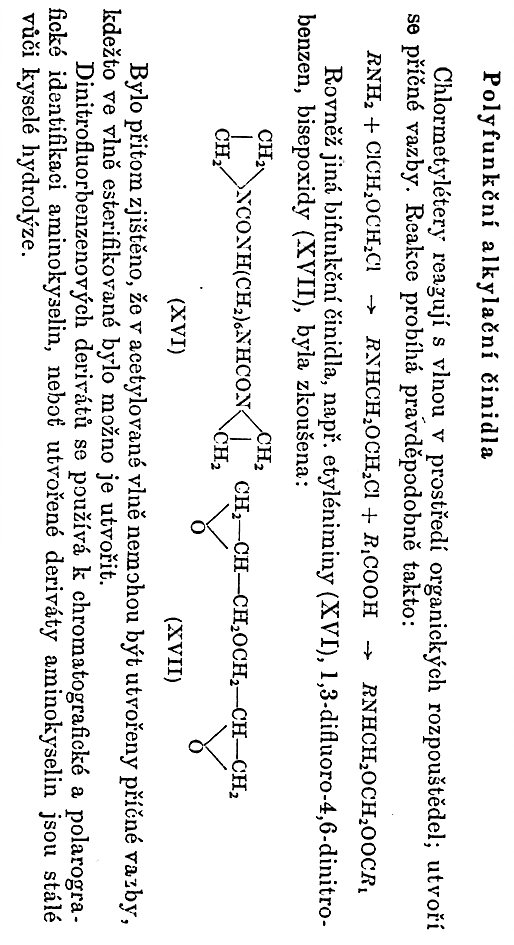 Polyfunkční alkylační činidla
Chlormetylétery reagují s vlnou v prostředí organických rozpouštědel; utvoří
se příčné vazby. Reakce probíhá pravděpodobně takto:
RNH₂ + ClCH₂OCH₂Cl → RNHCH₂OCH₂Cl + R₁COOH → RNHCH₂OCH₂OOCR₁
Rovněž jiná bifunkční činidla, např. etyléniminy (XVI), 1,3-difluoro-4,6-dinitro-
benzen, bisepoxidy (XVII), byla zkoušena:
CH₂ CH₂
NCONH(CH₂)₆NHCON CH₂—CH—CH₂OCH₂—CH—CH₂
CH₂ CH₂ O O
(XVI) (XVII)
Bylo přitom zjištěno, že v acetylované vlně nemohou být utvořeny příčné vazby,
kdežto ve vlně esterifikované bylo možno je utvořit.
Dinitrofluorbenzenových derivátů se používá k chromatografické a polarogra-
fické identifikaci aminokyselin, neboť utvořené deriváty aminokyselin jsou stálé
vůči kyselé hydrolýze.